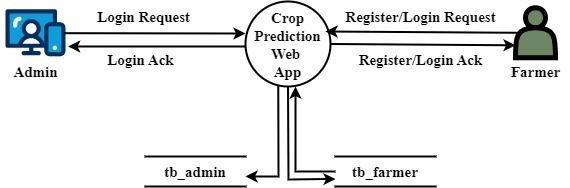 Login Request
Login Ack
Admin
Crop
Prediction
Web
App
Register/Login Request
Register/Login Ack
Farmer
tb_admin
tb_farmer